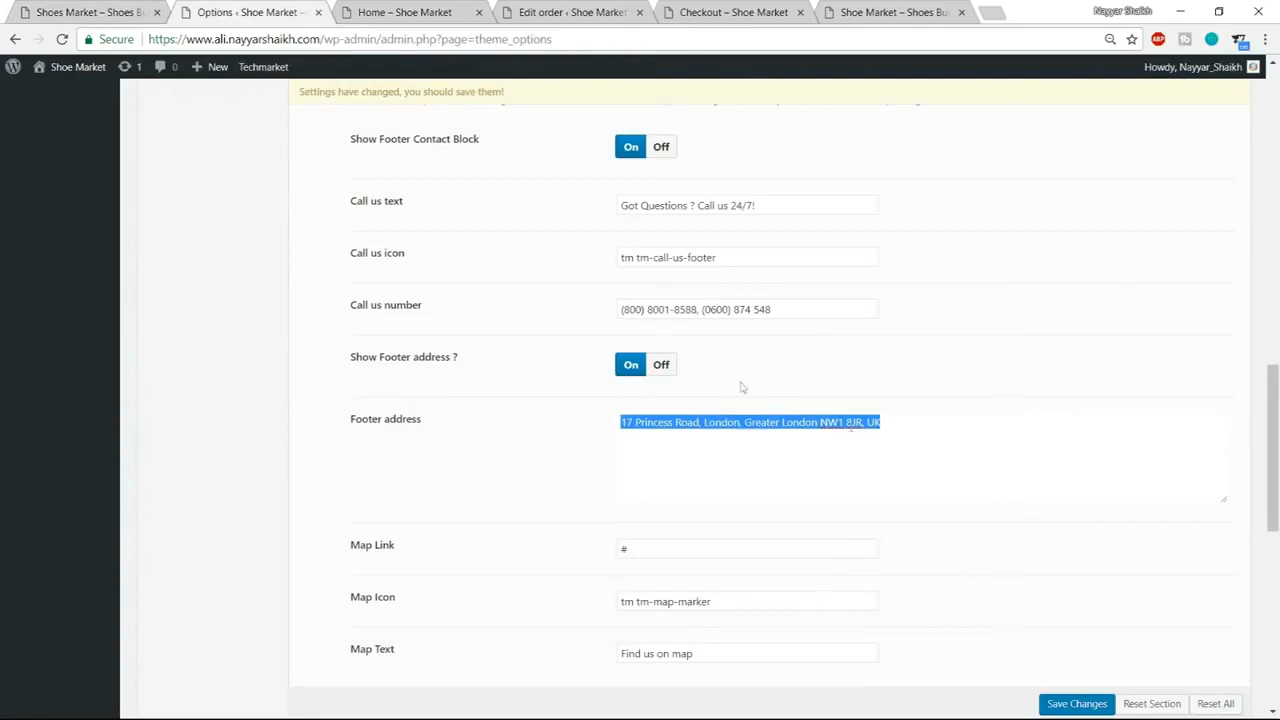 Shoes Market – Shoes Bu
Options ‹ Shoe Market –
Home – Shoe Market
Edit order ‹ Shoe Market
Checkout – Shoe Market
Shoe Market – Shoes Bu
Nayyar Shaikh
Secure
https://www.ali.nayyarshaikh.com/wp-admin/admin.php?page=theme_options
ABP
Shoe Market
1
0
New
Techmarket
Howdy, Nayyar_Shaikh
Settings have changed, you should save them!
Show Footer Contact Block
On Off
Call us text
Got Questions ? Call us 24/7!
Call us icon
tm tm-call-us-footer
Call us number
(800) 8001-8588, (0600) 874 548
Show Footer address ?
On Off
Footer address
17 Princess Road, London, Greater London NW1 8JR, UK
Map Link
#
Map Icon
tm tm-map-marker
Map Text
Find us on map
Save Changes
Reset Section
Reset All